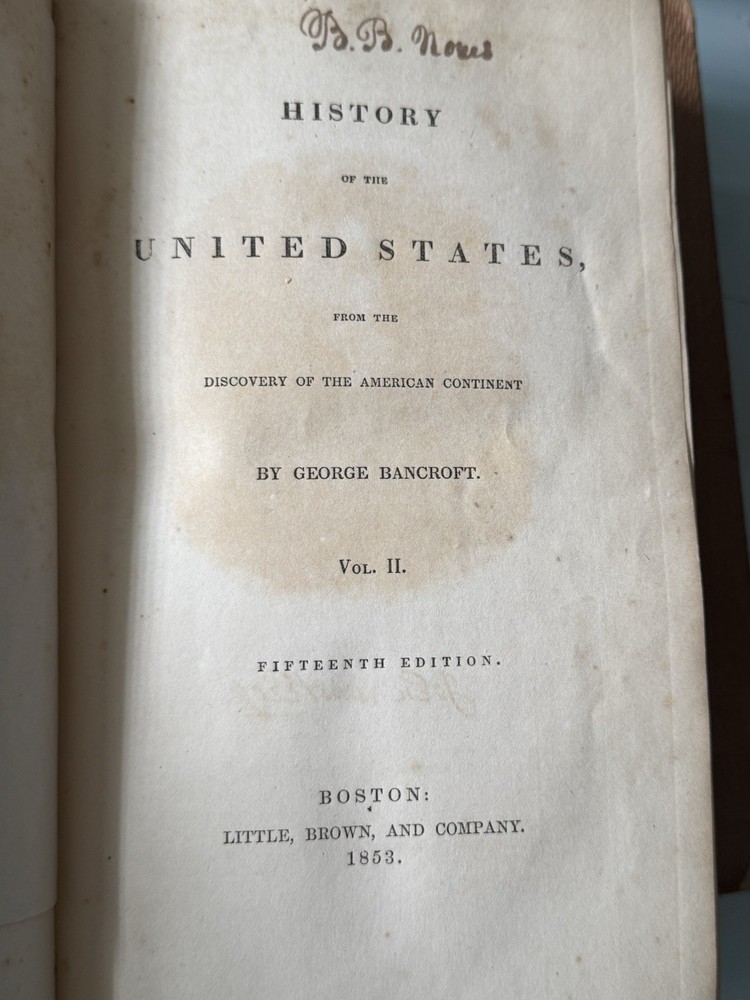 B. B. Nones
HISTORY
OF THE
UNITED STATES,
FROM THE
DISCOVERY OF THE AMERICAN CONTINENT
BY GEORGE BANCROFT.
VOL. II.
FIFTEENTH EDITION.
BOSTON:
LITTLE, BROWN, AND COMPANY.
1853.